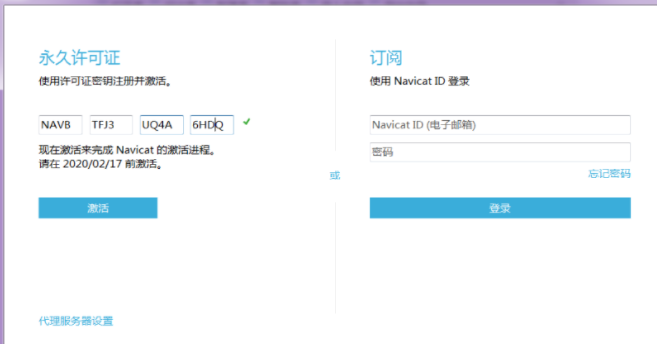 永久许可证
使用许可证密钥注册并激活。
NAVB TFJ3 UQ4A 6HDQ
现在激活来完成 Navicat 的激活进程。
请在 2020/02/17 前激活。
激活
代理服务器设置
或
订阅
使用 Navicat ID 登录
Navicat ID (电子邮箱)
密码
忘记密码
登录